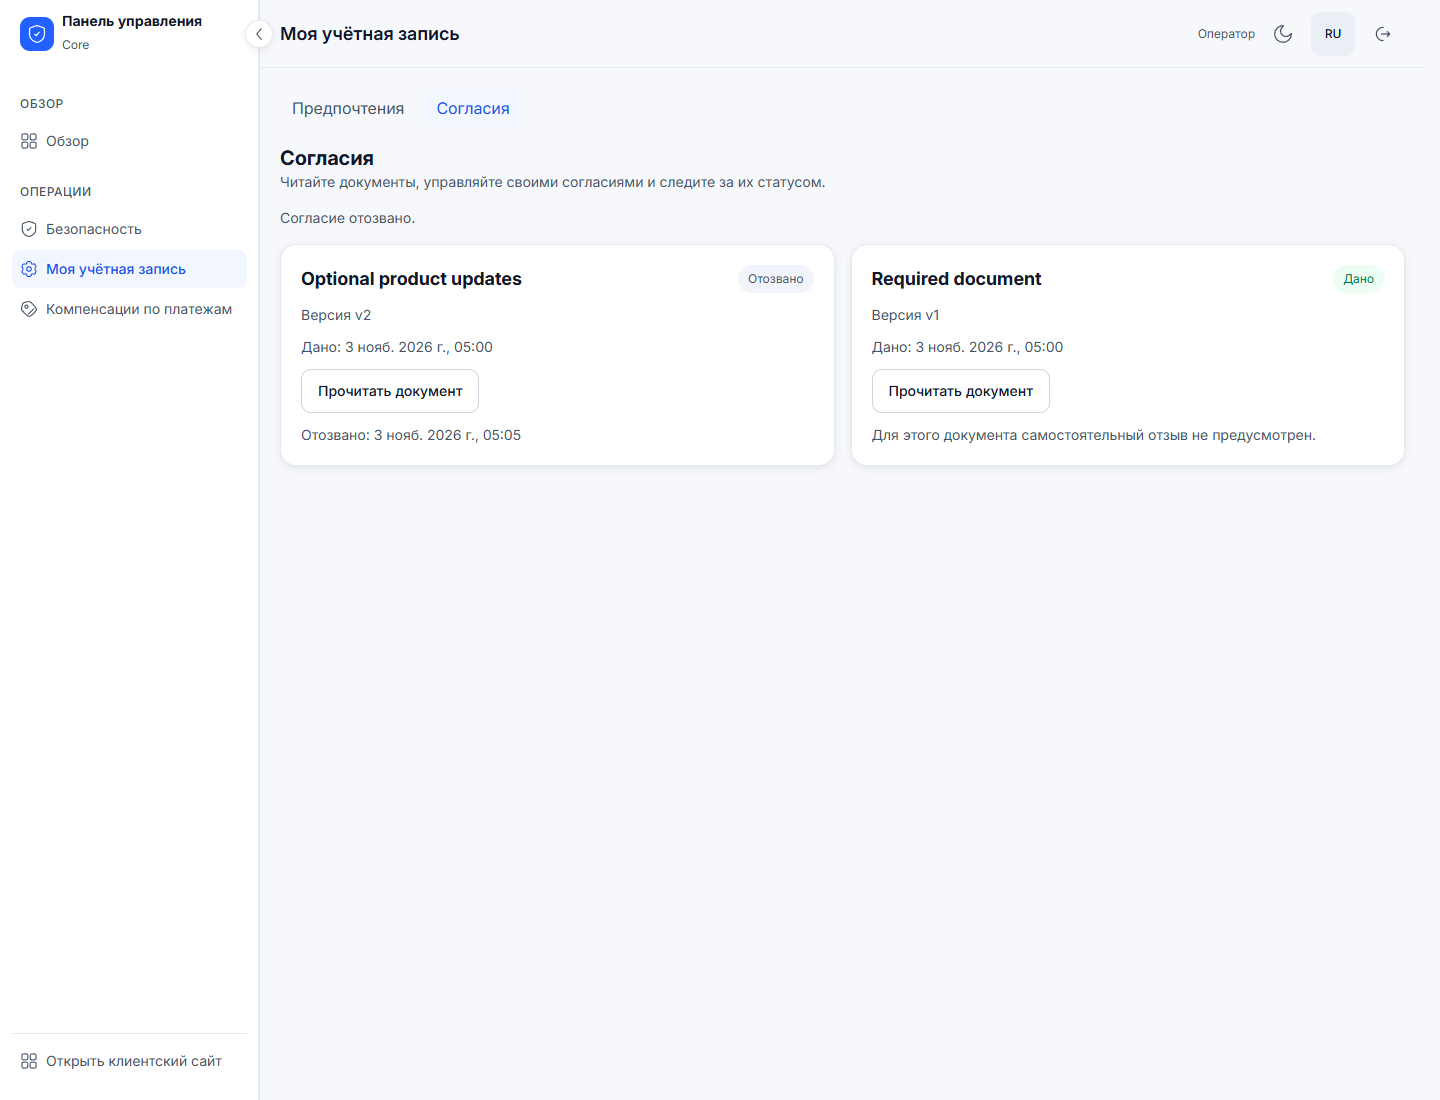 Панель управления
Core
ОБЗОР
Обзор
ОПЕРАЦИИ
Безопасность
Моя учётная запись
Компенсации по платежам
Открыть клиентский сайт
Моя учётная запись
Оператор
RU
Предпочтения
Согласия
Согласия
Читайте документы, управляйте своими согласиями и следите за их статусом.
Согласие отозвано.
Optional product updates
Отозвано
Версия v2
Дано: 3 нояб. 2026 г., 05:00
Прочитать документ
Отозвано: 3 нояб. 2026 г., 05:05
Required document
Дано
Версия v1
Дано: 3 нояб. 2026 г., 05:00
Прочитать документ
Для этого документа самостоятельный отзыв не предусмотрен.